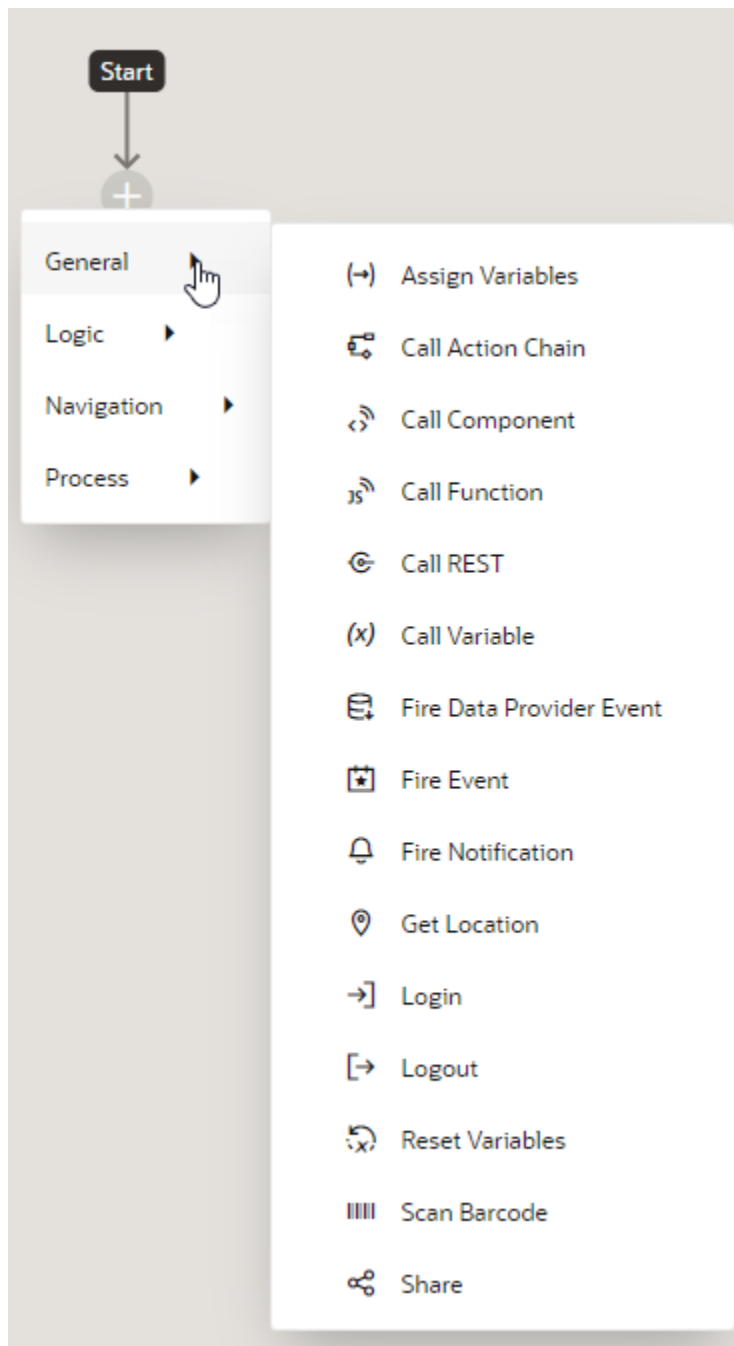 Start
General
Logic
Navigation
Process
Assign Variables
Call Action Chain
Call Component
JS Call Function
Call REST
(x) Call Variable
Fire Data Provider Event
Fire Event
Fire Notification
Get Location
Login
Logout
x Reset Variables
Scan Barcode
Share